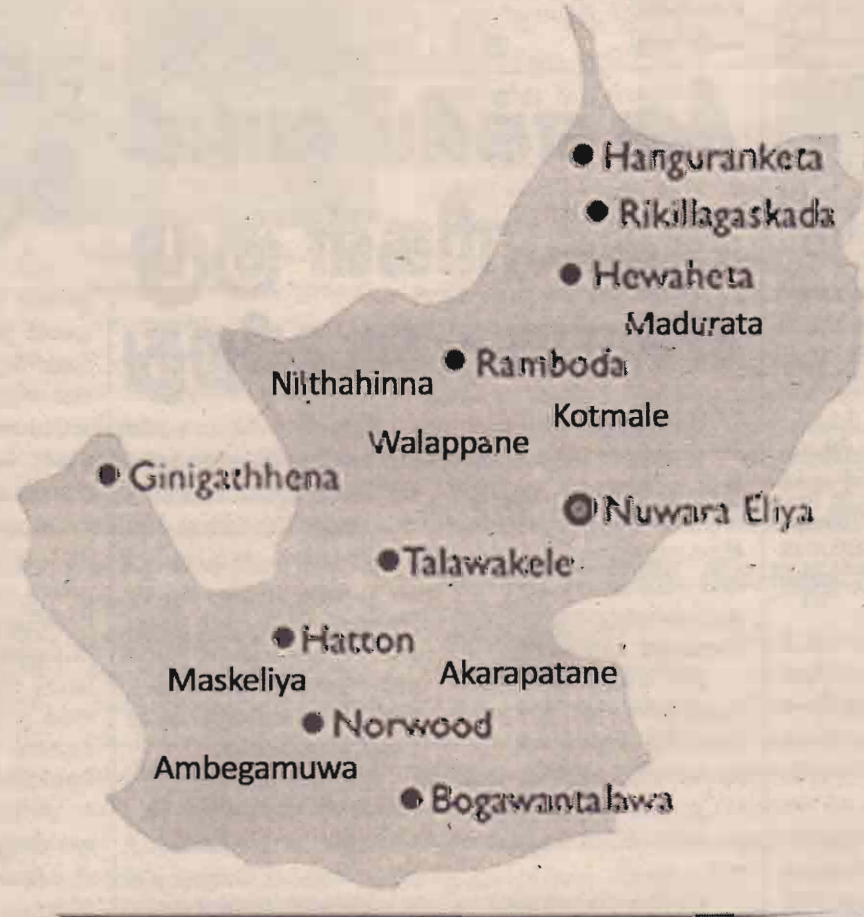 Hanguranketa
Rikillagaskada
Hewaheta
Madurata
Ramboda
Nilthahinna
Kotmale
Walappane
Ginigathhena
Nuwara Eliya
Talawakele
Hatton
Akarapatane
Maskeliya
Norwood
Ambegamuwa
Bogawantalawa